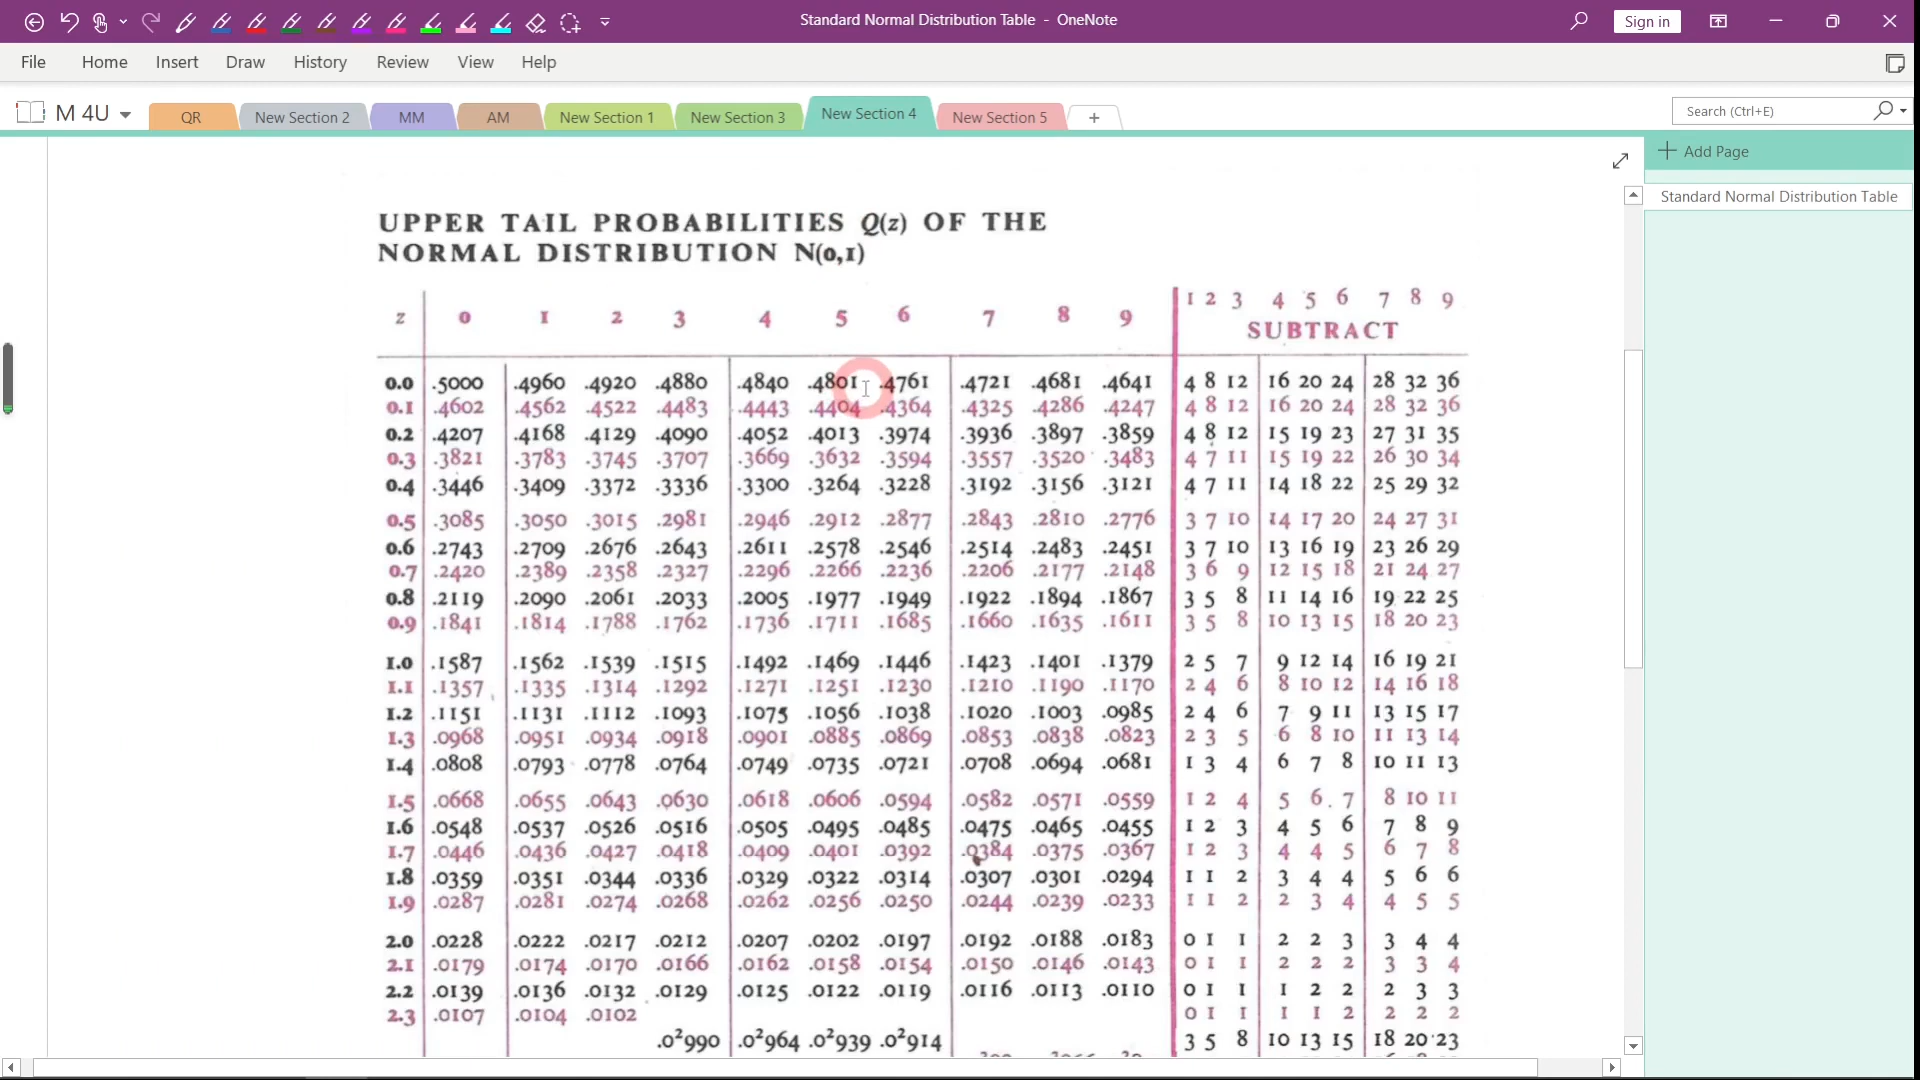 Standard Normal Distribution Table - OneNote
Sign in
File Home Insert Draw History Review View Help
M 4U QR New Section 2 MM AM New Section 1 New Section 3 New Section 4 New Section 5 +
Search (Ctrl+E)
Add Page
Standard Normal Distribution Table
UPPER TAIL PROBABILITIES Q(z) OF THE
NORMAL DISTRIBUTION N(0,1)
z 0 1 2 3 4 5 6 7 8 9 1 2 3 4 5 6 7 8 9
SUBTRACT
0.0 .5000 .4960 .4920 .4880 .4840 .4801 .4761 .4721 .4681 .4641 4 8 12 16 20 24 28 32 36
0.1 .4602 .4562 .4522 .4483 .4443 .4404 .4364 .4325 .4286 .4247 4 8 12 16 20 24 28 32 36
0.2 .4207 .4168 .4129 .4090 .4052 .4013 .3974 .3936 .3897 .3859 4 8 12 15 19 23 27 31 35
0.3 .3821 .3783 .3745 .3707 .3669 .3632 .3594 .3557 .3520 .3483 4 7 11 15 19 22 26 30 34
0.4 .3446 .3409 .3372 .3336 .3300 .3264 .3228 .3192 .3156 .3121 4 7 11 14 18 22 25 29 32
0.5 .3085 .3050 .3015 .2981 .2946 .2912 .2877 .2843 .2810 .2776 3 7 10 14 17 20 24 27 31
0.6 .2743 .2709 .2676 .2643 .2611 .2578 .2546 .2514 .2483 .2451 3 7 10 13 16 19 23 26 29
0.7 .2420 .2389 .2358 .2327 .2296 .2266 .2236 .2206 .2177 .2148 3 6 9 12 15 18 21 24 27
0.8 .2119 .2090 .2061 .2033 .2005 .1977 .1949 .1922 .1894 .1867 3 5 8 11 14 16 19 22 25
0.9 .1841 .1814 .1788 .1762 .1736 .1711 .1685 .1660 .1635 .1611 3 5 8 10 13 15 18 20 23
1.0 .1587 .1562 .1539 .1515 .1492 .1469 .1446 .1423 .1401 .1379 2 5 7 9 12 14 16 19 21
1.1 .1357 .1335 .1314 .1292 .1271 .1251 .1230 .1210 .1190 .1170 2 4 6 8 10 12 14 16 18
1.2 .1151 .1131 .1112 .1093 .1075 .1056 .1038 .1020 .1003 .0985 2 4 6 7 9 11 13 15 17
1.3 .0968 .0951 .0934 .0918 .0901 .0885 .0869 .0853 .0838 .0823 2 3 5 6 8 10 11 13 14
1.4 .0808 .0793 .0778 .0764 .0749 .0735 .0721 .0708 .0694 .0681 1 3 4 6 7 8 10 11 13
1.5 .0668 .0655 .0643 .0630 .0618 .0606 .0594 .0582 .0571 .0559 1 2 4 5 6 7 8 10 11
1.6 .0548 .0537 .0526 .0516 .0505 .0495 .0485 .0475 .0465 .0455 1 2 3 4 5 6 7 8 9
1.7 .0446 .0436 .0427 .0418 .0409 .0401 .0392 .0384 .0375 .0367 1 2 3 4 4 5 6 7 8
1.8 .0359 .0351 .0344 .0336 .0329 .0322 .0314 .0307 .0301 .0294 1 1 2 3 4 4 5 6 6
1.9 .0287 .0281 .0274 .0268 .0262 .0256 .0250 .0244 .0239 .0233 1 1 2 2 3 4 4 5 5
2.0 .0228 .0222 .0217 .0212 .0207 .0202 .0197 .0192 .0188 .0183 0 1 1 2 2 3 3 4 4
2.1 .0179 .0174 .0170 .0166 .0162 .0158 .0154 .0150 .0146 .0143 0 1 1 2 2 2 3 3 4
2.2 .0139 .0136 .0132 .0129 .0125 .0122 .0119 .0116 .0113 .0110 0 1 1 1 2 2 2 3 3
2.3 .0107 .0104 .0102 0 1 1 1 1 2 2 2 2
.0²990 .0²964 .0²939 .0²914 3 5 8 10 13 15 18 20 23